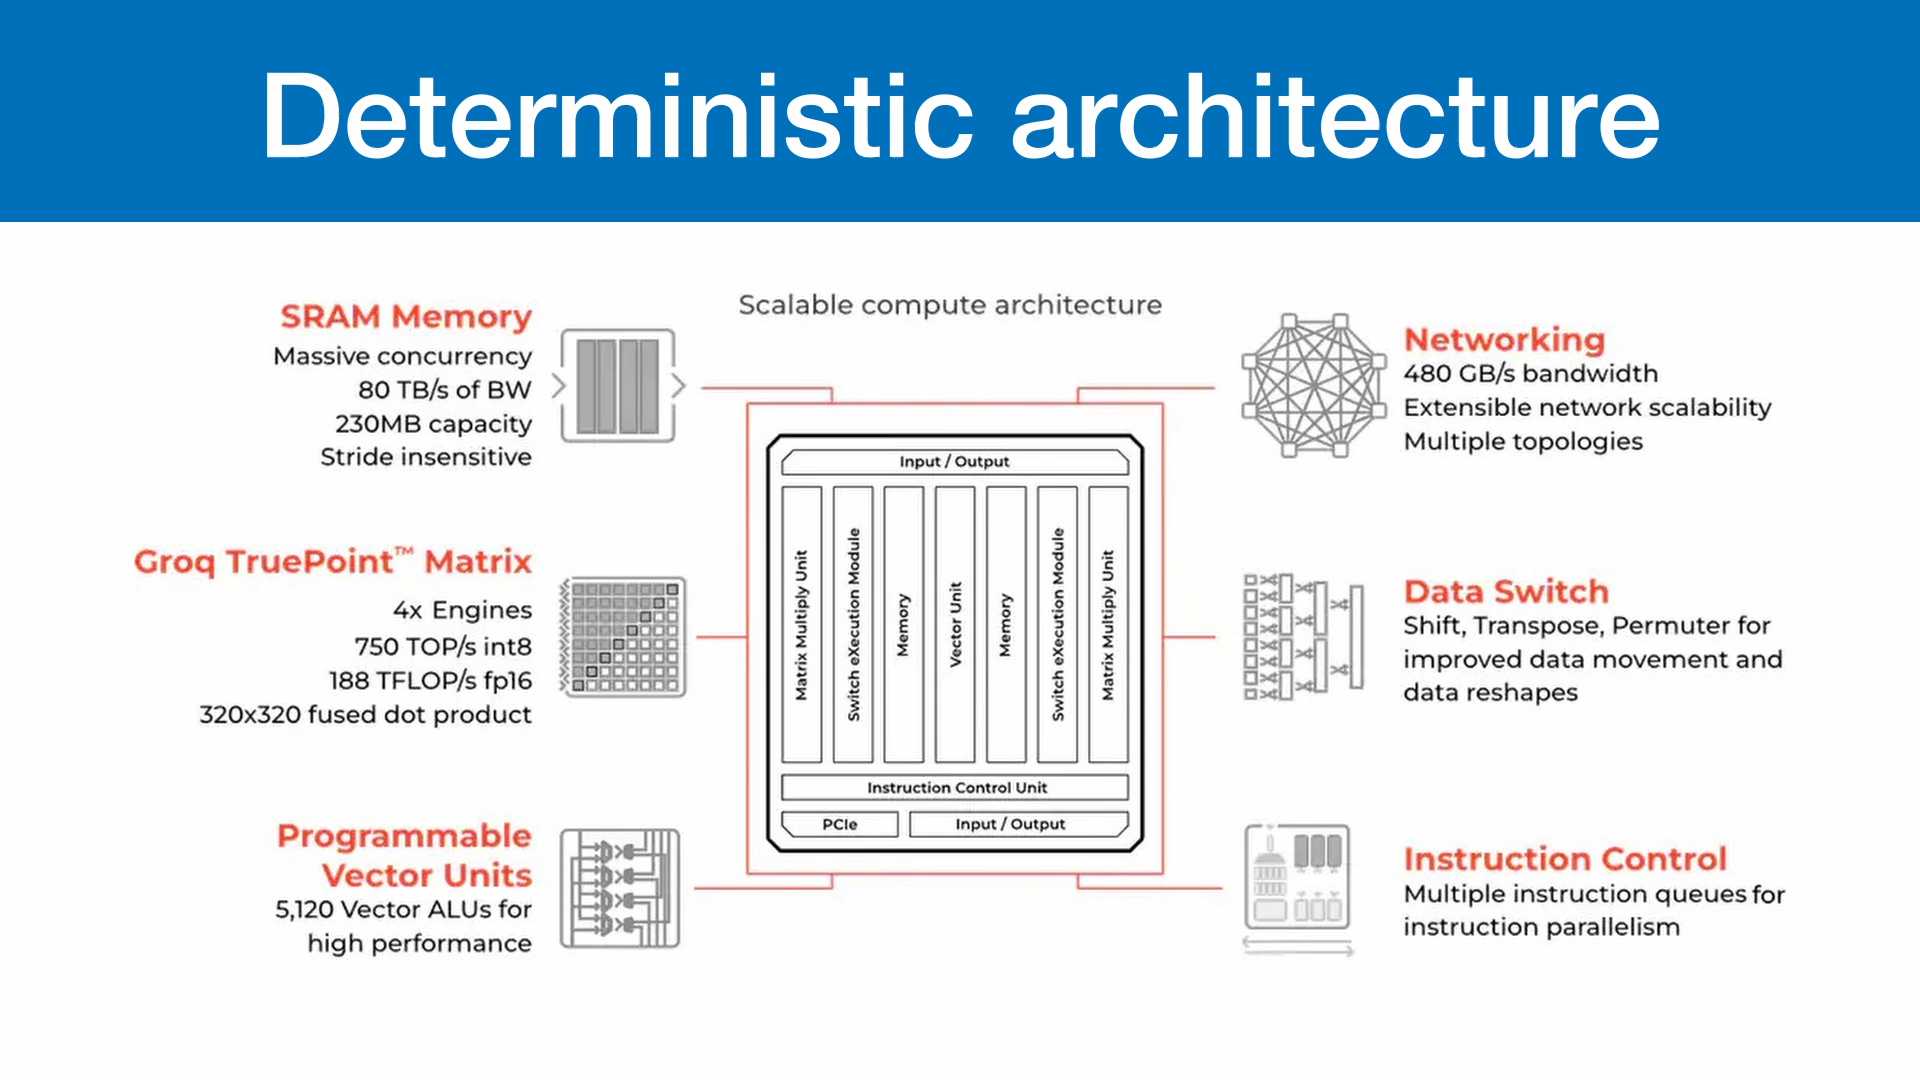 Deterministic architecture
Scalable compute architecture
SRAM Memory
Massive concurrency
80 TB/s of BW
230MB capacity
Stride insensitive
Groq TruePoint™ Matrix
4x Engines
750 TOP/s int8
188 TFLOP/s fp16
320x320 fused dot product
Programmable
Vector Units
5,120 Vector ALUs for
high performance
Input / Output
Matrix Multiply Unit
Switch eXecution Module
Memory
Vector Unit
Memory
Switch eXecution Module
Matrix Multiply Unit
Instruction Control Unit
PCIe
Input / Output
Networking
480 GB/s bandwidth
Extensible network scalability
Multiple topologies
Data Switch
Shift, Transpose, Permuter for
improved data movement and
data reshapes
Instruction Control
Multiple instruction queues for
instruction parallelism